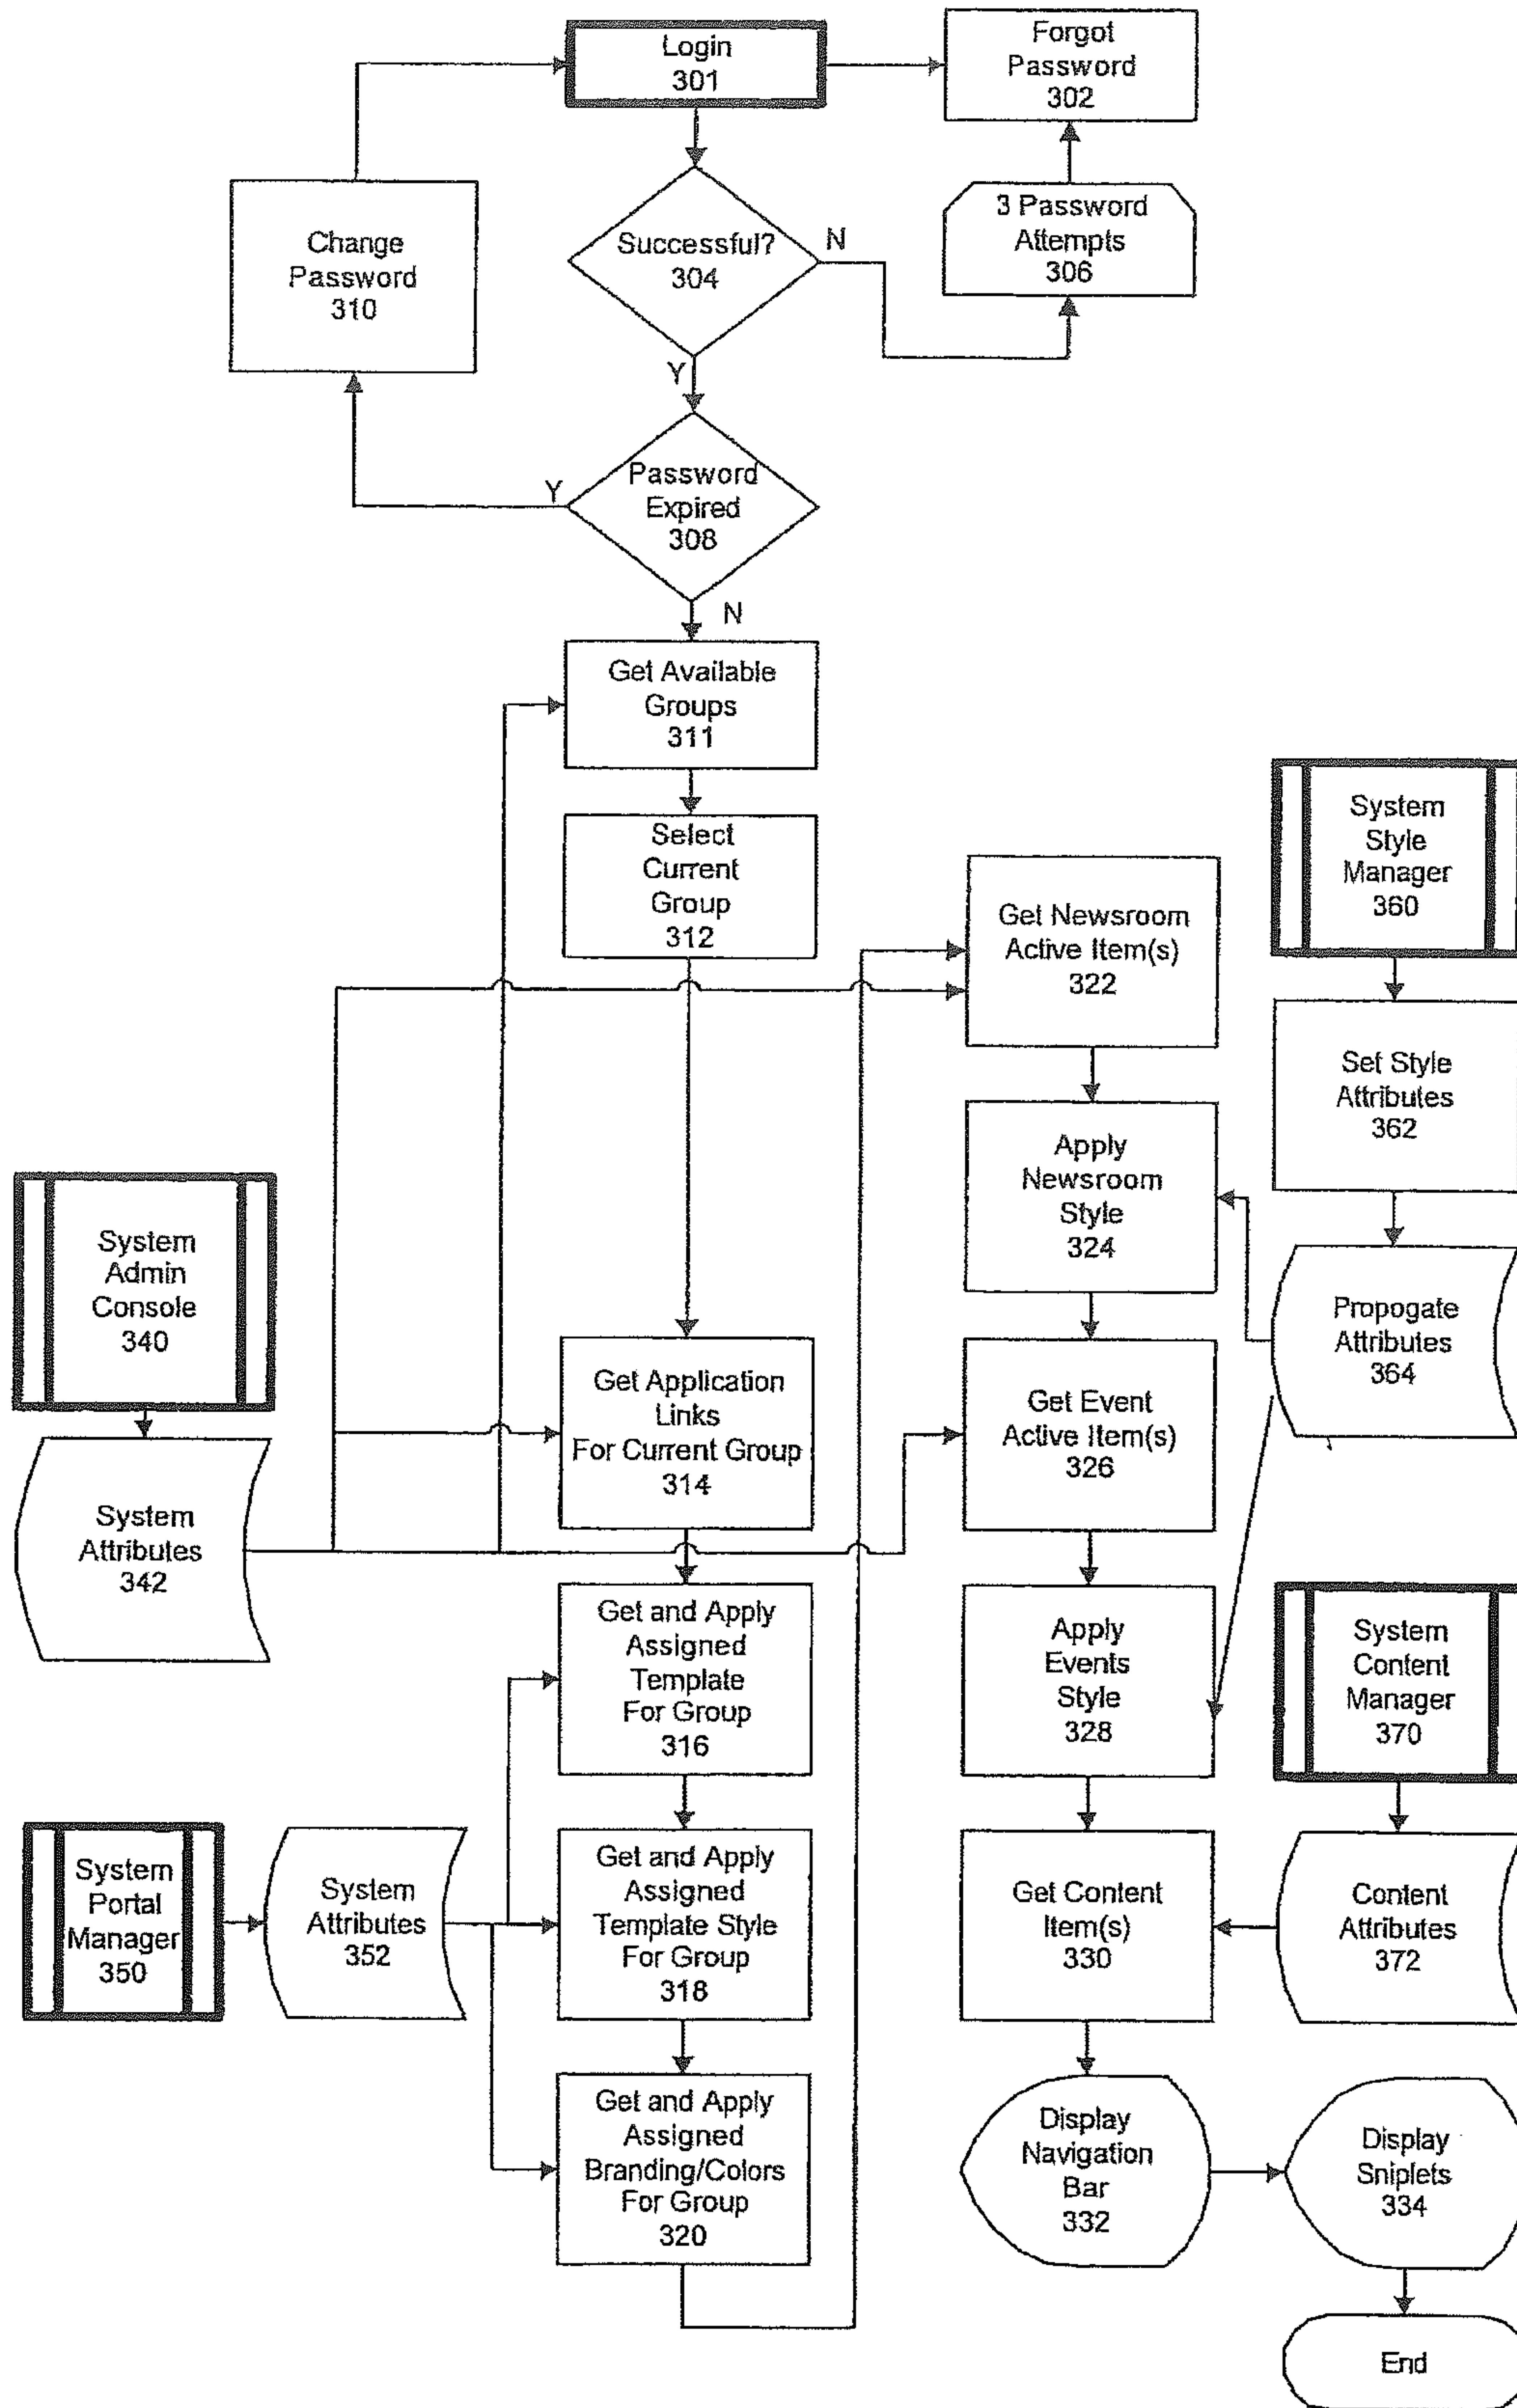 Login
301
Forgot
Password
302
Change
Password
310
Successful?
304
N
3 Password
Attempts
306
Y
Password
Expired
308
Y
N
Get Available
Groups
311
Select
Current
Group
312
System
Style
Manager
360
Get Newsroom
Active Item(s)
322
Set Style
Attributes
362
Apply
Newsroom
Style
324
System
Admin
Console
340
Propogate
Attributes
364
Get Application
Links
For Current Group
314
Get Event
Active Item(s)
326
System
Attributes
342
Get and Apply
Assigned
Template
For Group
316
Apply
Events
Style
328
System
Content
Manager
370
System
Portal
Manager
350
System
Attributes
352
Get and Apply
Assigned
Template Style
For Group
318
Get Content
Item(s)
330
Content
Attributes
372
Get and Apply
Assigned
Branding/Colors
For Group
320
Display
Navigation
Bar
332
Display
Sniplets
334
End